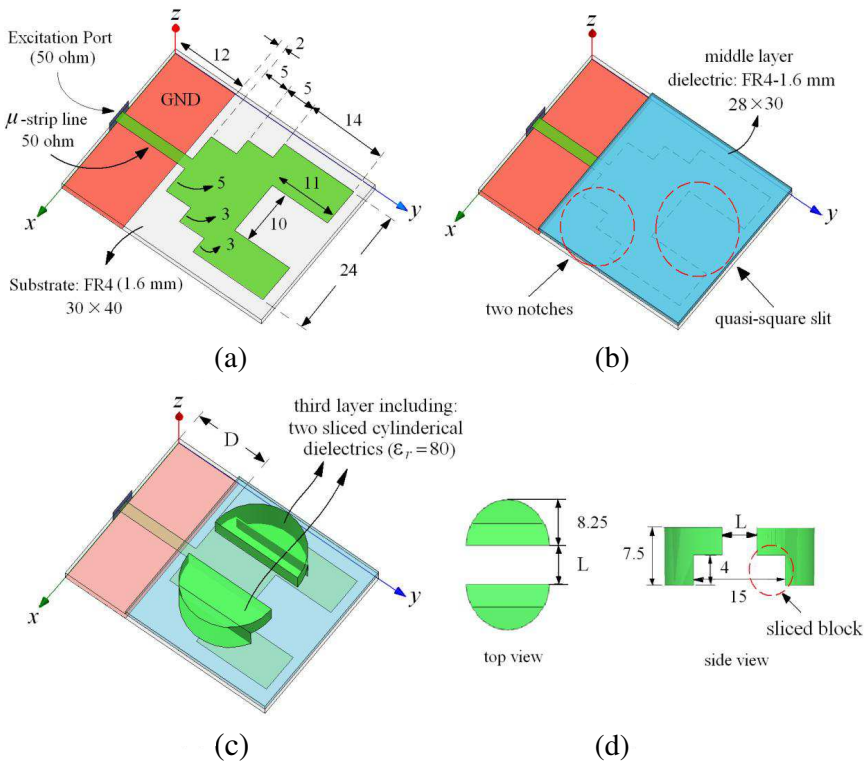 z
Excitation Port
(50 ohm)
12
2
5
5
GND
14
μ-strip line
50 ohm
5
11
3
10
3
y
x
24
Substrate: FR4 (1.6 mm)
30 × 40
(a)
z
middle layer
dielectric: FR4-1.6 mm
28 × 30
y
x
two notches
quasi-square slit
(b)
z
D
third layer including:
two sliced cylinderical
dielectrics (εr = 80)
y
x
(c)
8.25
L
top view
L
7.5
4
15
sliced block
side view
(d)